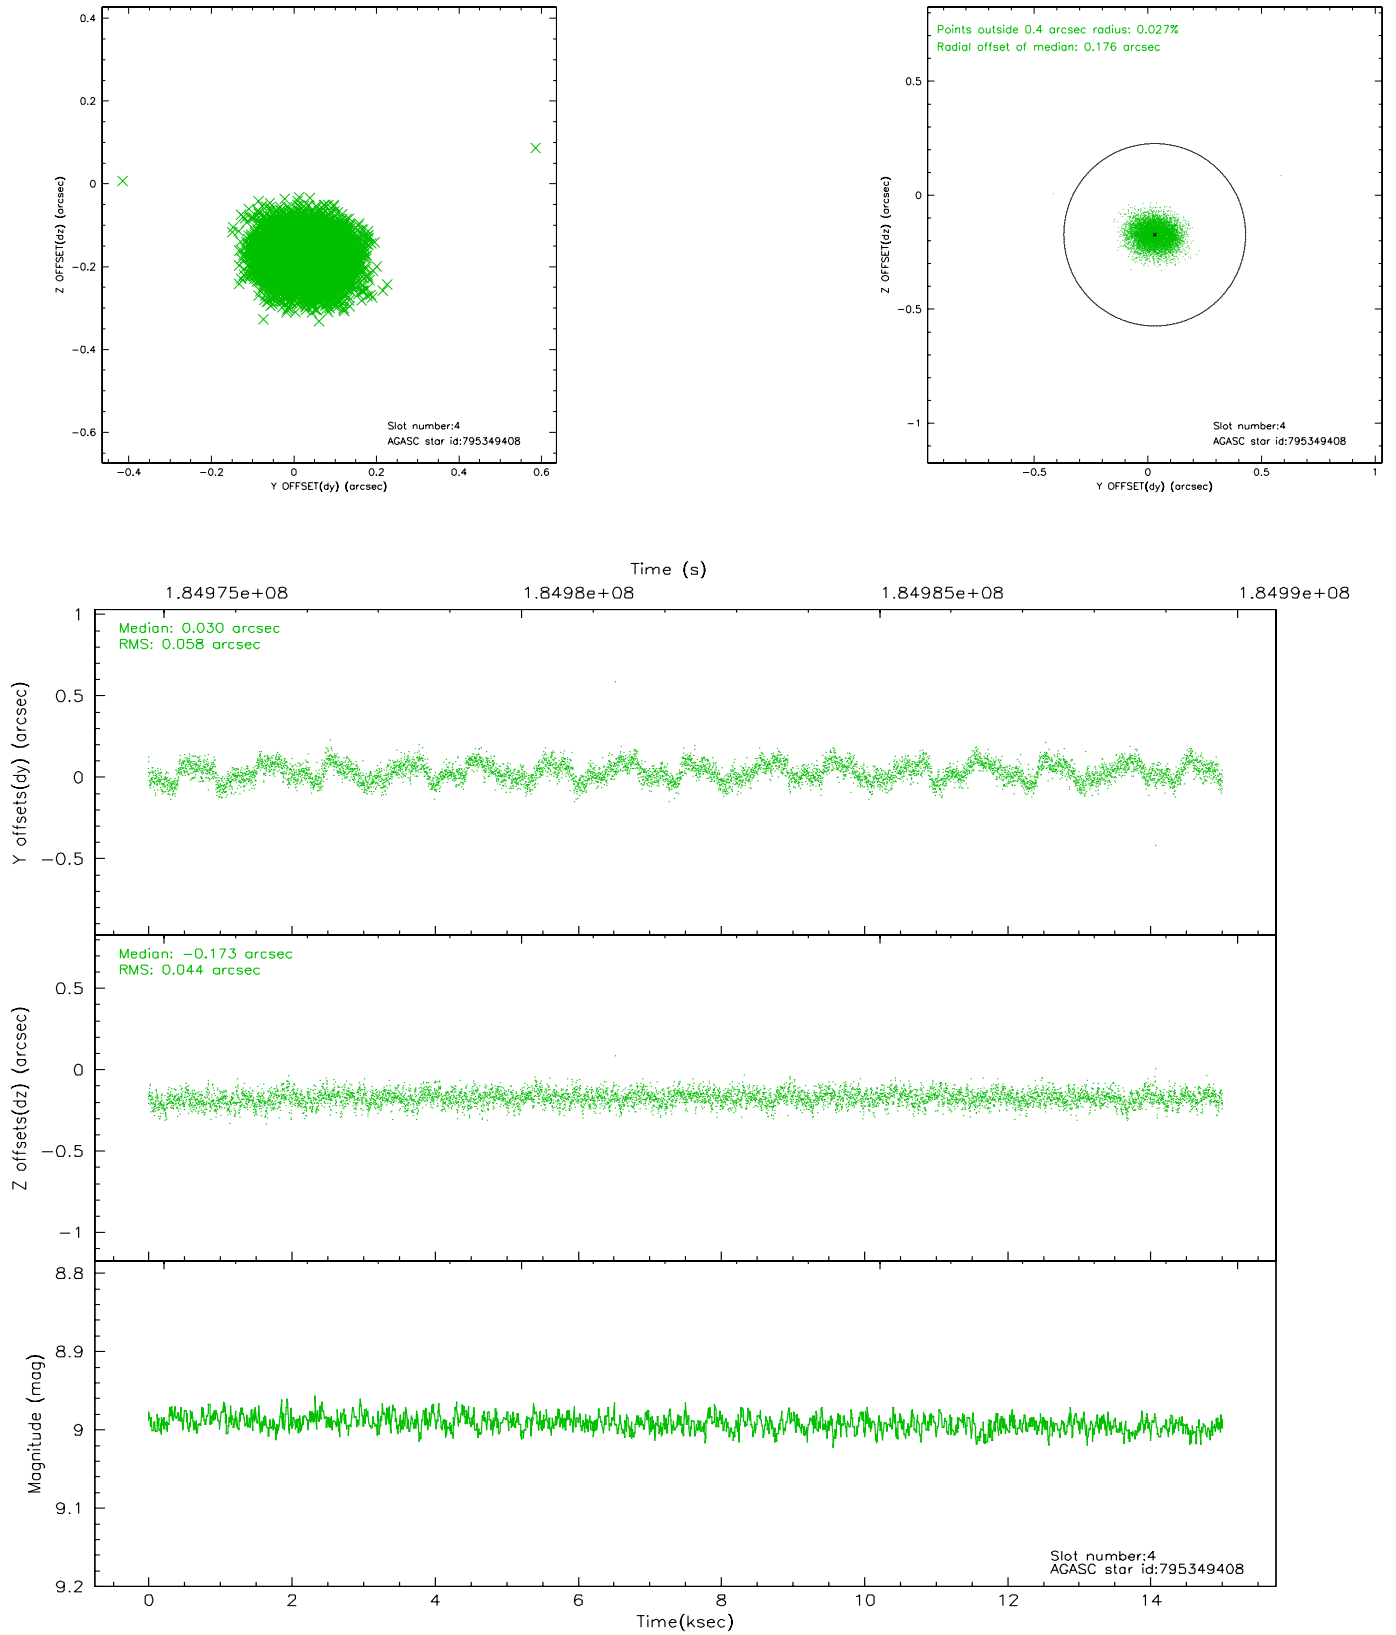 0.4
0.2
0
−0.2
−0.4
−0.6
Z OFFSET(dz) (arcsec)
Slot number:4
AGASC star id:795349408
−0.4
−0.2
0
0.2
0.4
0.6
Y OFFSET(dy) (arcsec)
Points outside 0.4 arcsec radius: 0.027%
Radial offset of median: 0.176 arcsec
0.5
0
−0.5
−1
Z OFFSET(dz) (arcsec)
Slot number:4
AGASC star id:795349408
−0.5
0
0.5
1
Y OFFSET(dy) (arcsec)
Time (s)
1.84975e+08
1.8498e+08
1.84985e+08
1.8499e+08
Median: 0.030 arcsec
RMS: 0.058 arcsec
1
0.5
0
−0.5
Y offsets(dy) (arcsec)
Median: −0.173 arcsec
RMS: 0.044 arcsec
0.5
0
−0.5
−1
Z offsets(dz) (arcsec)
8.8
8.9
9
9.1
9.2
Magnitude (mag)
Slot number:4
AGASC star id:795349408
0
2
4
6
8
10
12
14
Time(ksec)